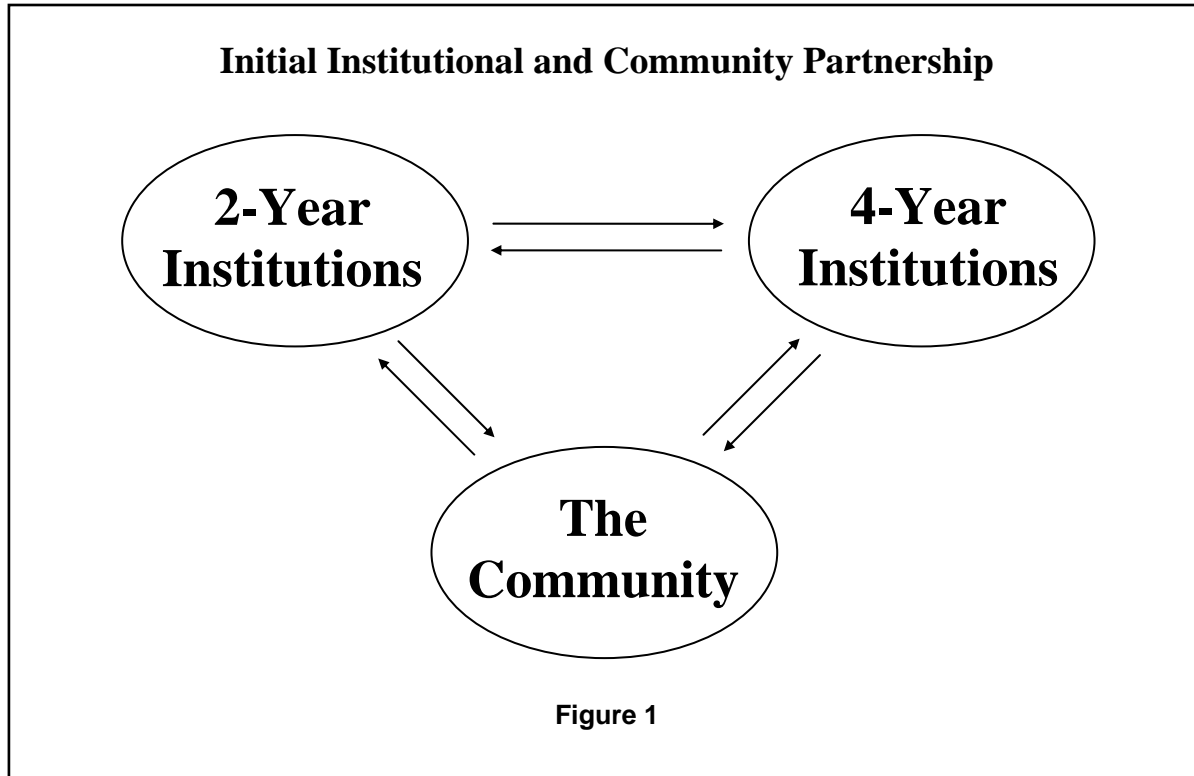 Initial Institutional and Community Partnership
2-Year
Institutions
4-Year
Institutions
The
Community
Figure 1